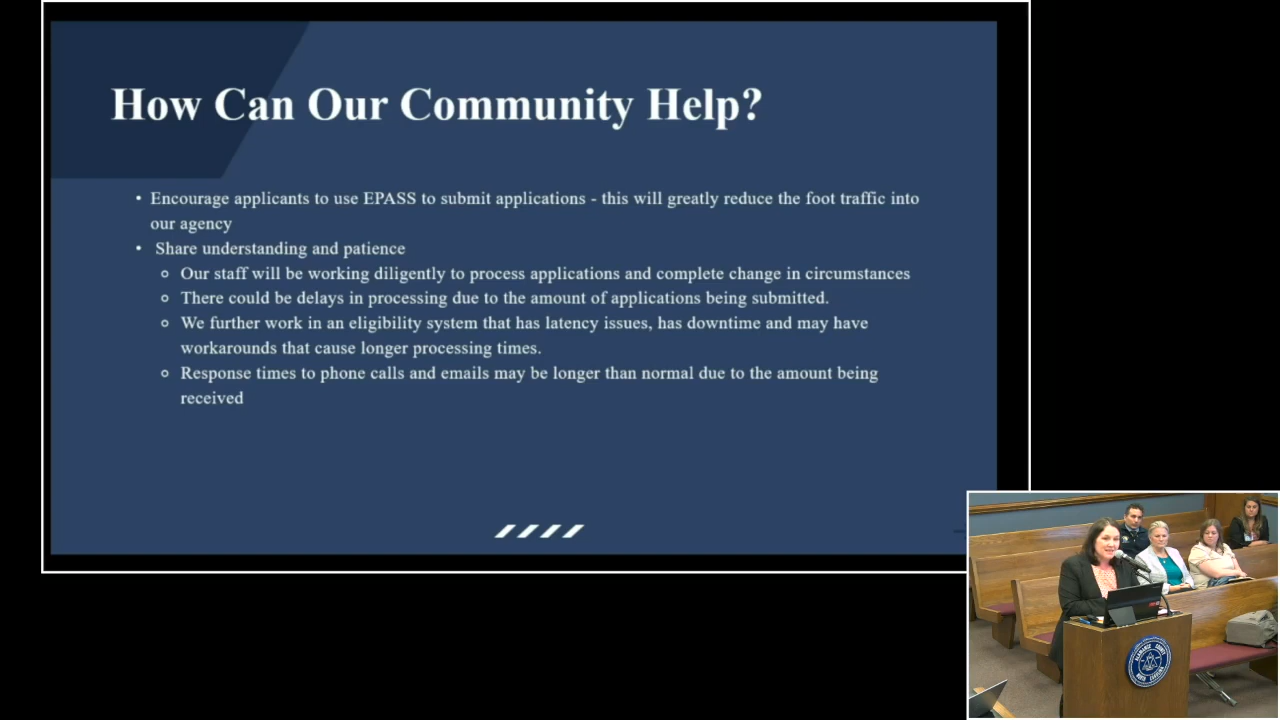 How Can Our Community Help?
• Encourage applicants to use EPASS to submit applications - this will greatly reduce the foot traffic into
our agency
• Share understanding and patience
○ Our staff will be working diligently to process applications and complete change in circumstances
○ There could be delays in processing due to the amount of applications being submitted.
○ We further work in an eligibility system that has latency issues, has downtime and may have
workarounds that cause longer processing times.
○ Response times to phone calls and emails may be longer than normal due to the amount being
received
ALAMANCE COUNTY
NORTH CAROLINA